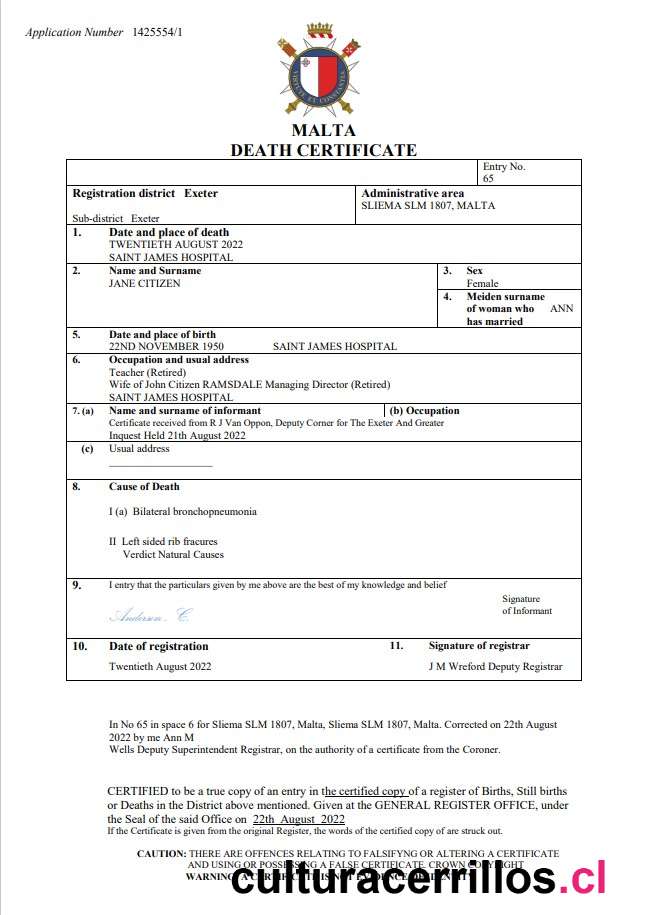 Application Number 1425554/1
VIRTUTE ET CONSTANTIA
MALTA
DEATH CERTIFICATE
Entry No.
65
Registration district Exeter
Administrative area
SLIEMA SLM 1807, MALTA
Sub-district Exeter
1. Date and place of death
TWENTIETH AUGUST 2022
SAINT JAMES HOSPITAL
2. Name and Surname
JANE CITIZEN
3. Sex
Female
4. Meiden surname
of woman who ANN
has married
5. Date and place of birth
22ND NOVEMBER 1950 SAINT JAMES HOSPITAL
6. Occupation and usual address
Teacher (Retired)
Wife of John Citizen RAMSDALE Managing Director (Retired)
SAINT JAMES HOSPITAL
7. (a) Name and surname of informant (b) Occupation
Certificate received from R J Van Oppon, Deputy Corner for The Exeter And Greater
Inquest Held 21th August 2022
(c) Usual address
8. Cause of Death
I (a) Bilateral bronchopneumonia
II Left sided rib fracures
Verdict Natural Causes
9. I entry that the particulars given by me above are the best of my knowledge and belief
Anderson, C.
Signature
of Informant
10. Date of registration
Twentieth August 2022
11. Signature of registrar
J M Wreford Deputy Registrar
In No 65 in space 6 for Sliema SLM 1807, Malta, Sliema SLM 1807, Malta. Corrected on 22th August
2022 by me Ann M
Wells Deputy Superintendent Registrar, on the authority of a certificate from the Coroner.
CERTIFIED to be a true copy of an entry in the certified copy of a register of Births, Still births
or Deaths in the District above mentioned. Given at the GENERAL REGISTER OFFICE, under
the Seal of the said Office on 22th August 2022
If the Certificate is given from the original Register, the words of the certified copy of are struck out.
CAUTION: THERE ARE OFFENCES RELATING TO FALSIFYNG OR ALTERING A CERTIFICATE
AND USING OR POSSESSING A FALSE CERTIFICATE. CROWN COPYRIGHT
WARNING: A CERTIFICATE IS NOT EVIDENCE OF IDENTITY
culturacerrillos.cl